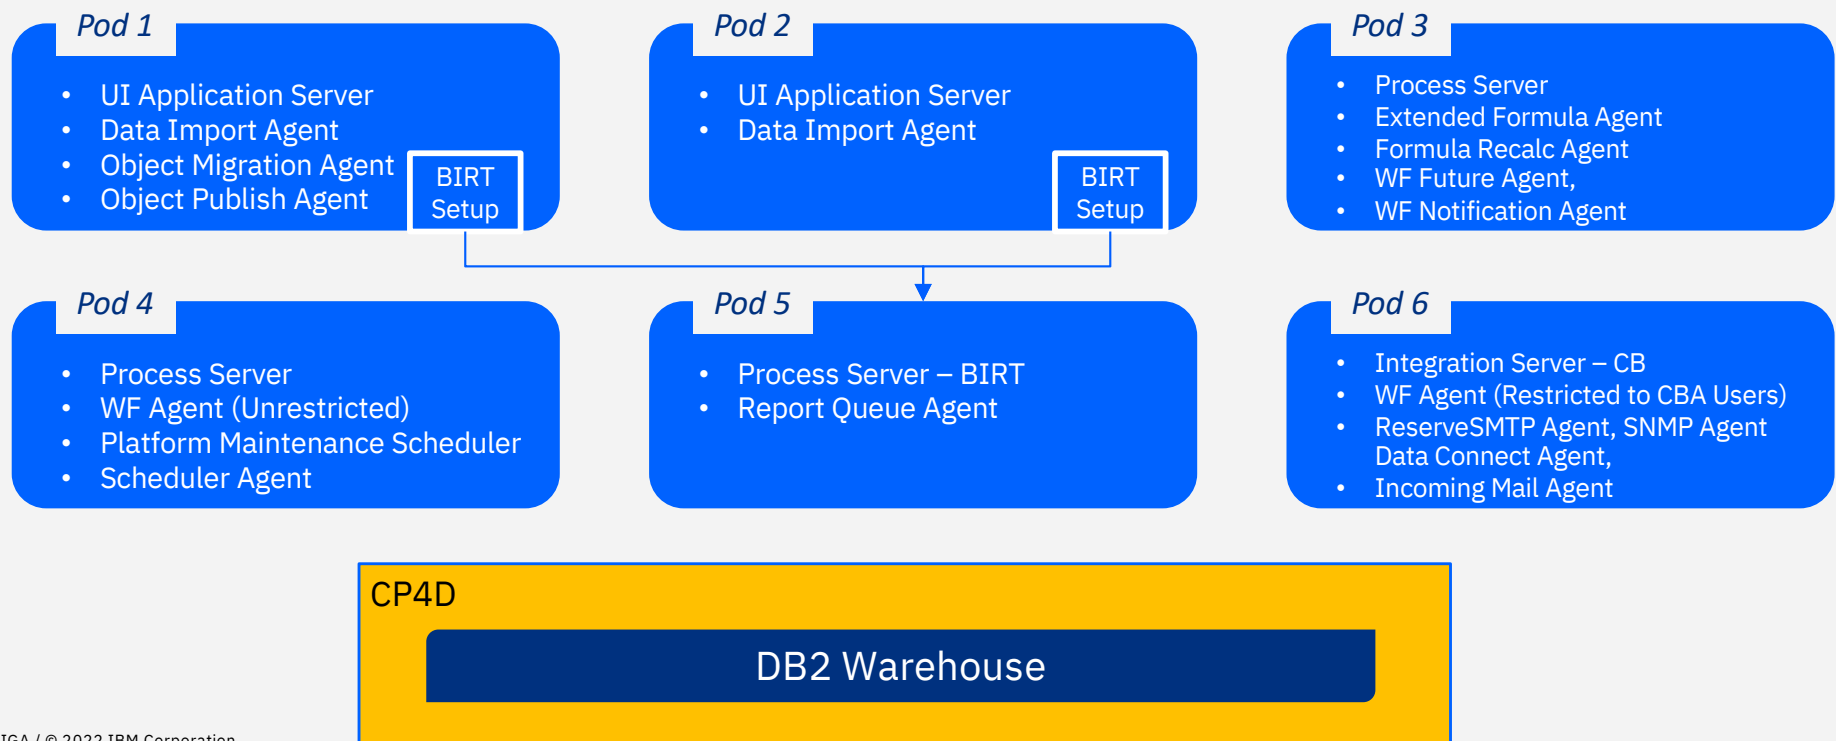 Pod 1
• UI Application Server
• Data Import Agent
• Object Migration Agent
• Object Publish Agent
BIRT
Setup
Pod 2
• UI Application Server
• Data Import Agent
BIRT
Setup
Pod 3
• Process Server
• Extended Formula Agent
• Formula Recalc Agent
• WF Future Agent,
• WF Notification Agent
Pod 4
• Process Server
• WF Agent (Unrestricted)
• Platform Maintenance Scheduler
• Scheduler Agent
Pod 5
• Process Server – BIRT
• Report Queue Agent
Pod 6
• Integration Server – CB
• WF Agent (Restricted to CBA Users)
• ReserveSMTP Agent, SNMP Agent
Data Connect Agent,
• Incoming Mail Agent
CP4D
DB2 Warehouse
IGA / © 2022 IBM Corporation